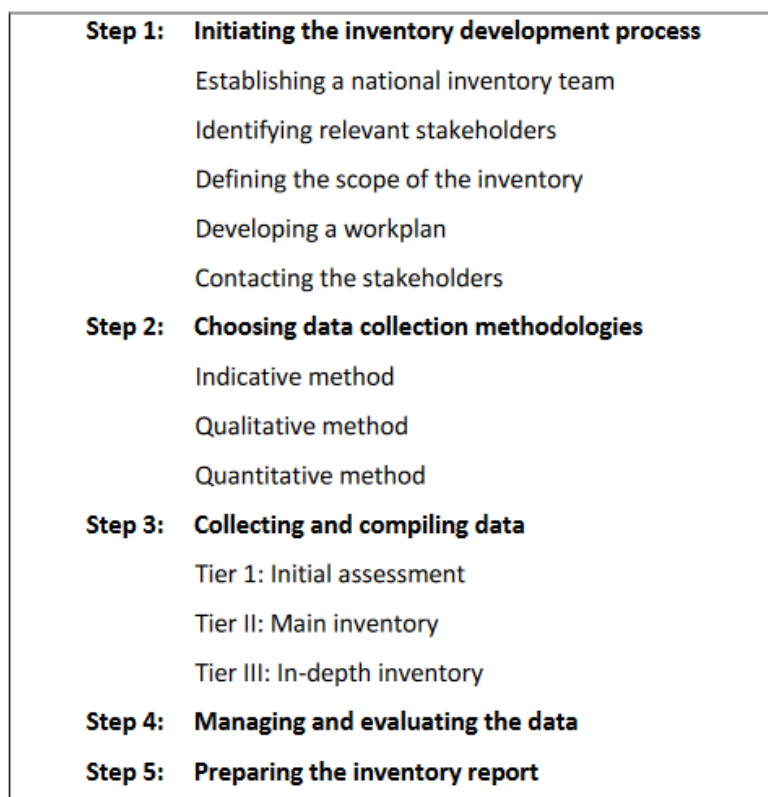 Step 1: Initiating the inventory development process
Establishing a national inventory team
Identifying relevant stakeholders
Defining the scope of the inventory
Developing a workplan
Contacting the stakeholders
Step 2: Choosing data collection methodologies
Indicative method
Qualitative method
Quantitative method
Step 3: Collecting and compiling data
Tier 1: Initial assessment
Tier II: Main inventory
Tier III: In-depth inventory
Step 4: Managing and evaluating the data
Step 5: Preparing the inventory report